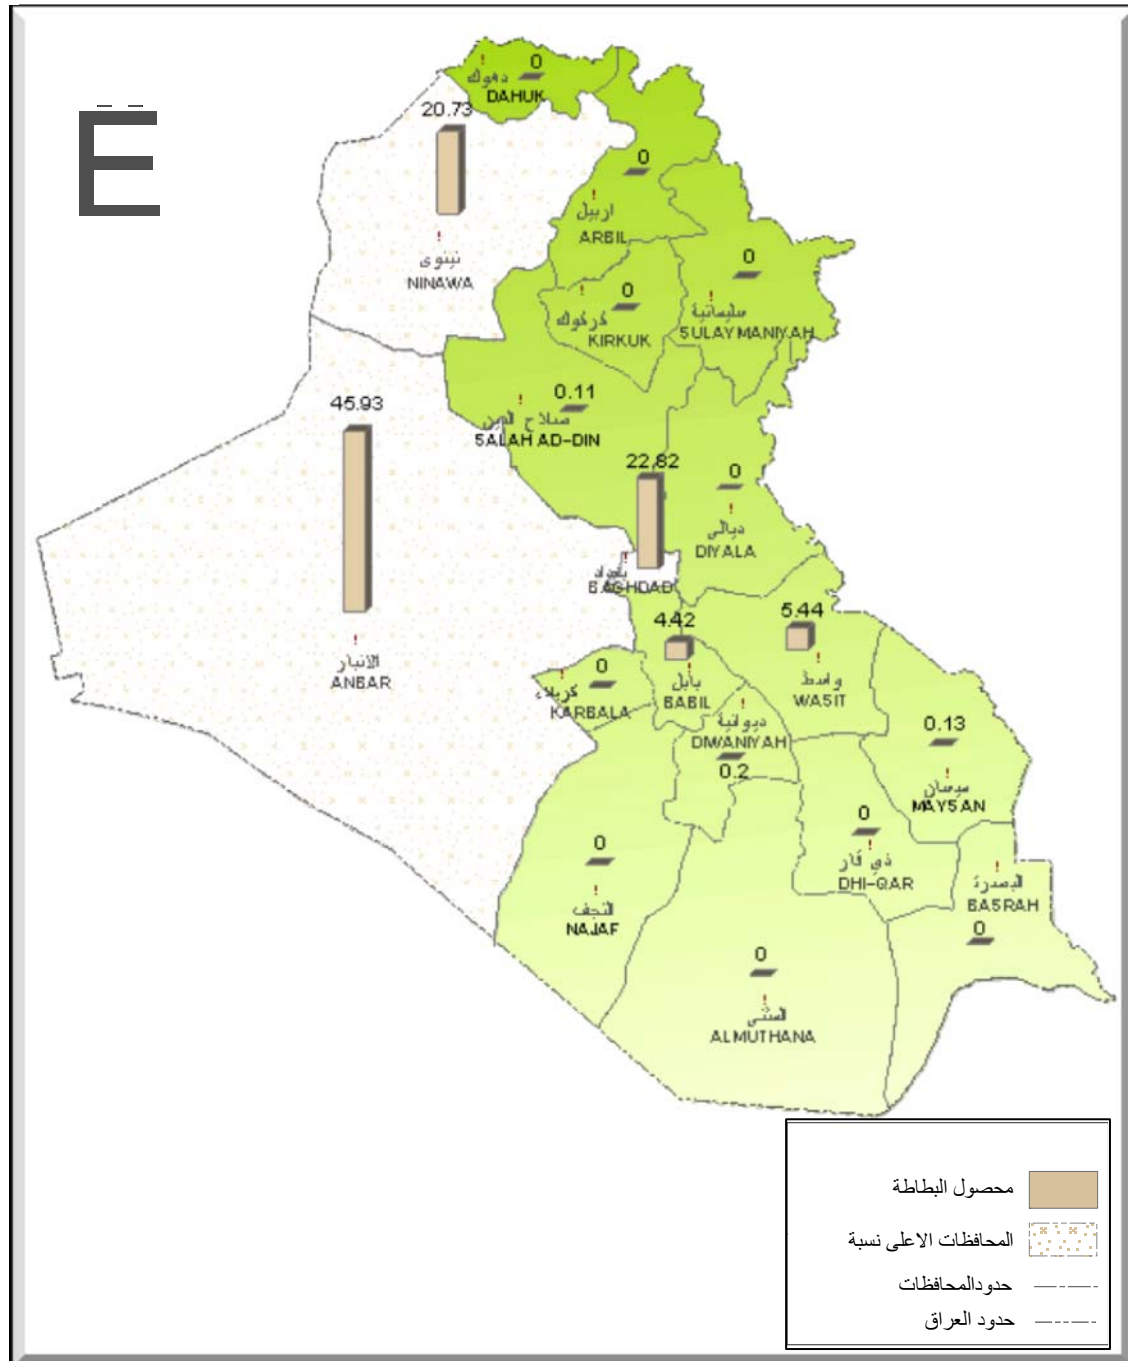 Ë
0
دهوك
DAHUK
20.73
نينوى
NINAWA
0
اربيل
ARBIL
0
سليمانية
SULAYMANIYAH
0
كركوك
KIRKUK
0.11
صلاح الدين
SALAH AD-DIN
45.93
الانبار
ANBAR
22.82
بغداد
BAGHDAD
0
ديالى
DIYALA
4.42
بابل
BABIL
5.44
واسط
WASIT
0
كربلاء
KARBALA
ديوانية
DIWANIYAH
0.2
0.13
ميسان
MAYSAN
0
ذي قار
DHI-QAR
البصرة
BASRAH
0
0
النجف
NAJAF
0
المثنى
ALMUTHANA
محصول البطاطة
المحافظات الاعلى نسبة
حدودالمحافظات
حدود العراق